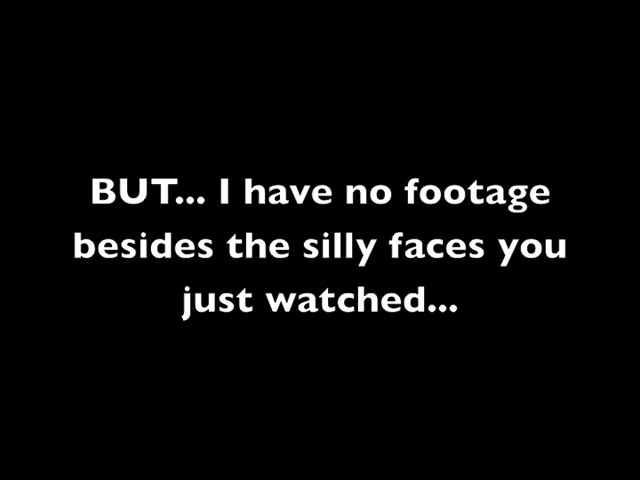 BUT... I have no footage
besides the silly faces you
just watched...